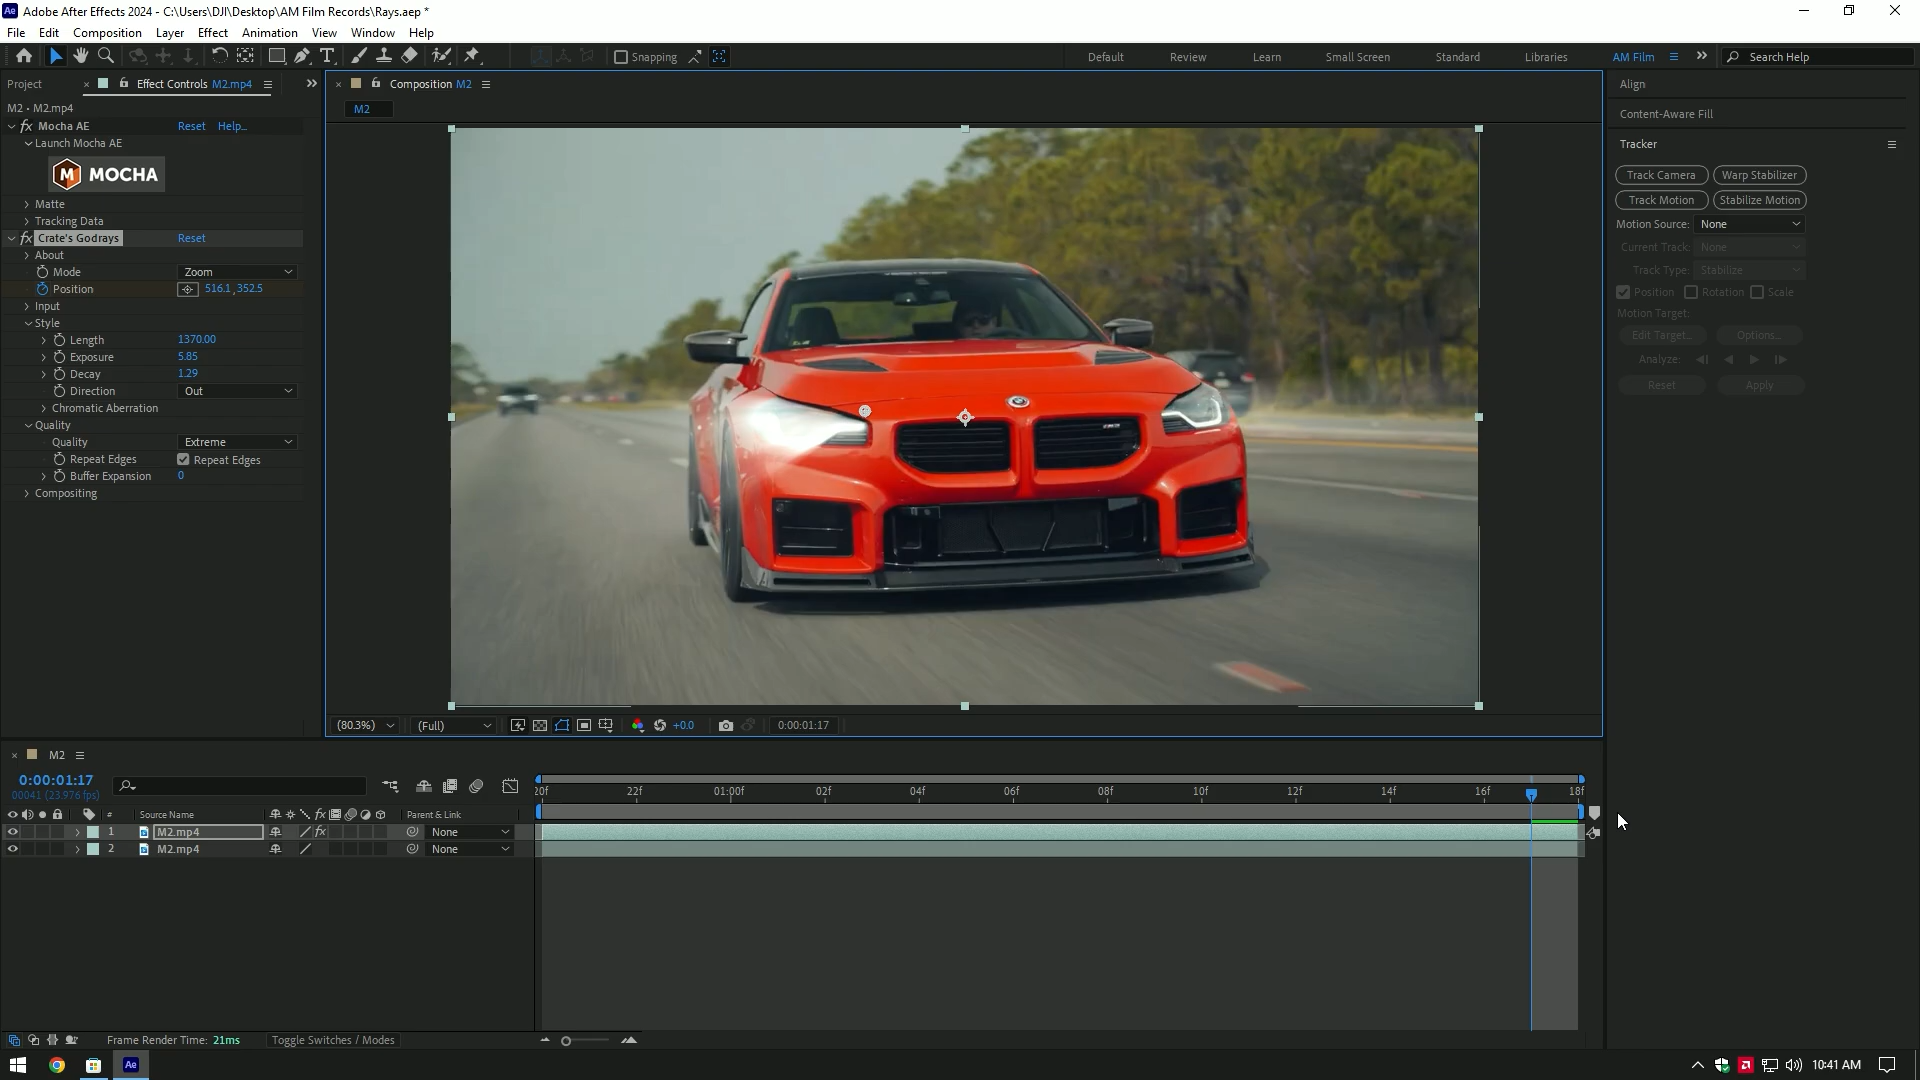 Adobe After Effects 2024 - C:\Users\DJI\Desktop\AM Film Records\Rays.aep *
File Edit Composition Layer Effect Animation View Window Help
Snapping
Default Review Learn Small Screen Standard Libraries AM Film Search Help
Project Effect Controls M2.mp4 Composition M2
M2 • M2.mp4
M2
fx Mocha AE Reset Help...
Launch Mocha AE
M MOCHA
Matte
Tracking Data
fx Crate's Godrays Reset
About
Mode Zoom
Position 516.1, 352.5
Input
Style
Length 1370.00
Exposure 5.85
Decay 1.29
Direction Out
Chromatic Aberration
Quality
Quality Extreme
Repeat Edges Repeat Edges
Buffer Expansion 0
Compositing
(80.3%) (Full) +0.0 0:00:01:17
Align
Content-Aware Fill
Tracker
Track Camera Warp Stabilizer
Track Motion Stabilize Motion
Motion Source: None
Current Track: None
Track Type: Stabilize
Position Rotation Scale
Motion Target:
Edit Target... Options...
Analyze:
Reset Apply
M2
0:00:01:17
00041 (23.976 fps)
:20f 22f 01:00f 02f 04f 06f 08f 10f 12f 14f 16f 18f
# Source Name fx Parent & Link
1 M2.mp4 fx None
2 M2.mp4 None
Frame Render Time: 21ms Toggle Switches / Modes
Ae 10:41 AM